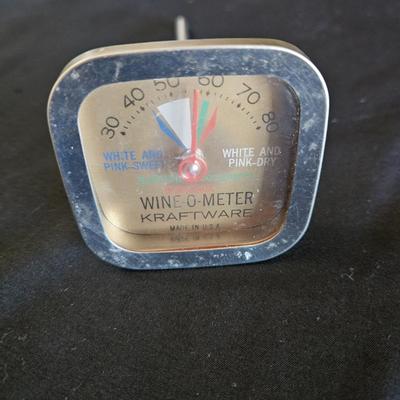 30 40 50 60 70 80
WHITE AND PINK-SWEET
WHITE AND PINK-DRY
WINE-O-METER
KRAFTWARE
MADE IN U.S.A.